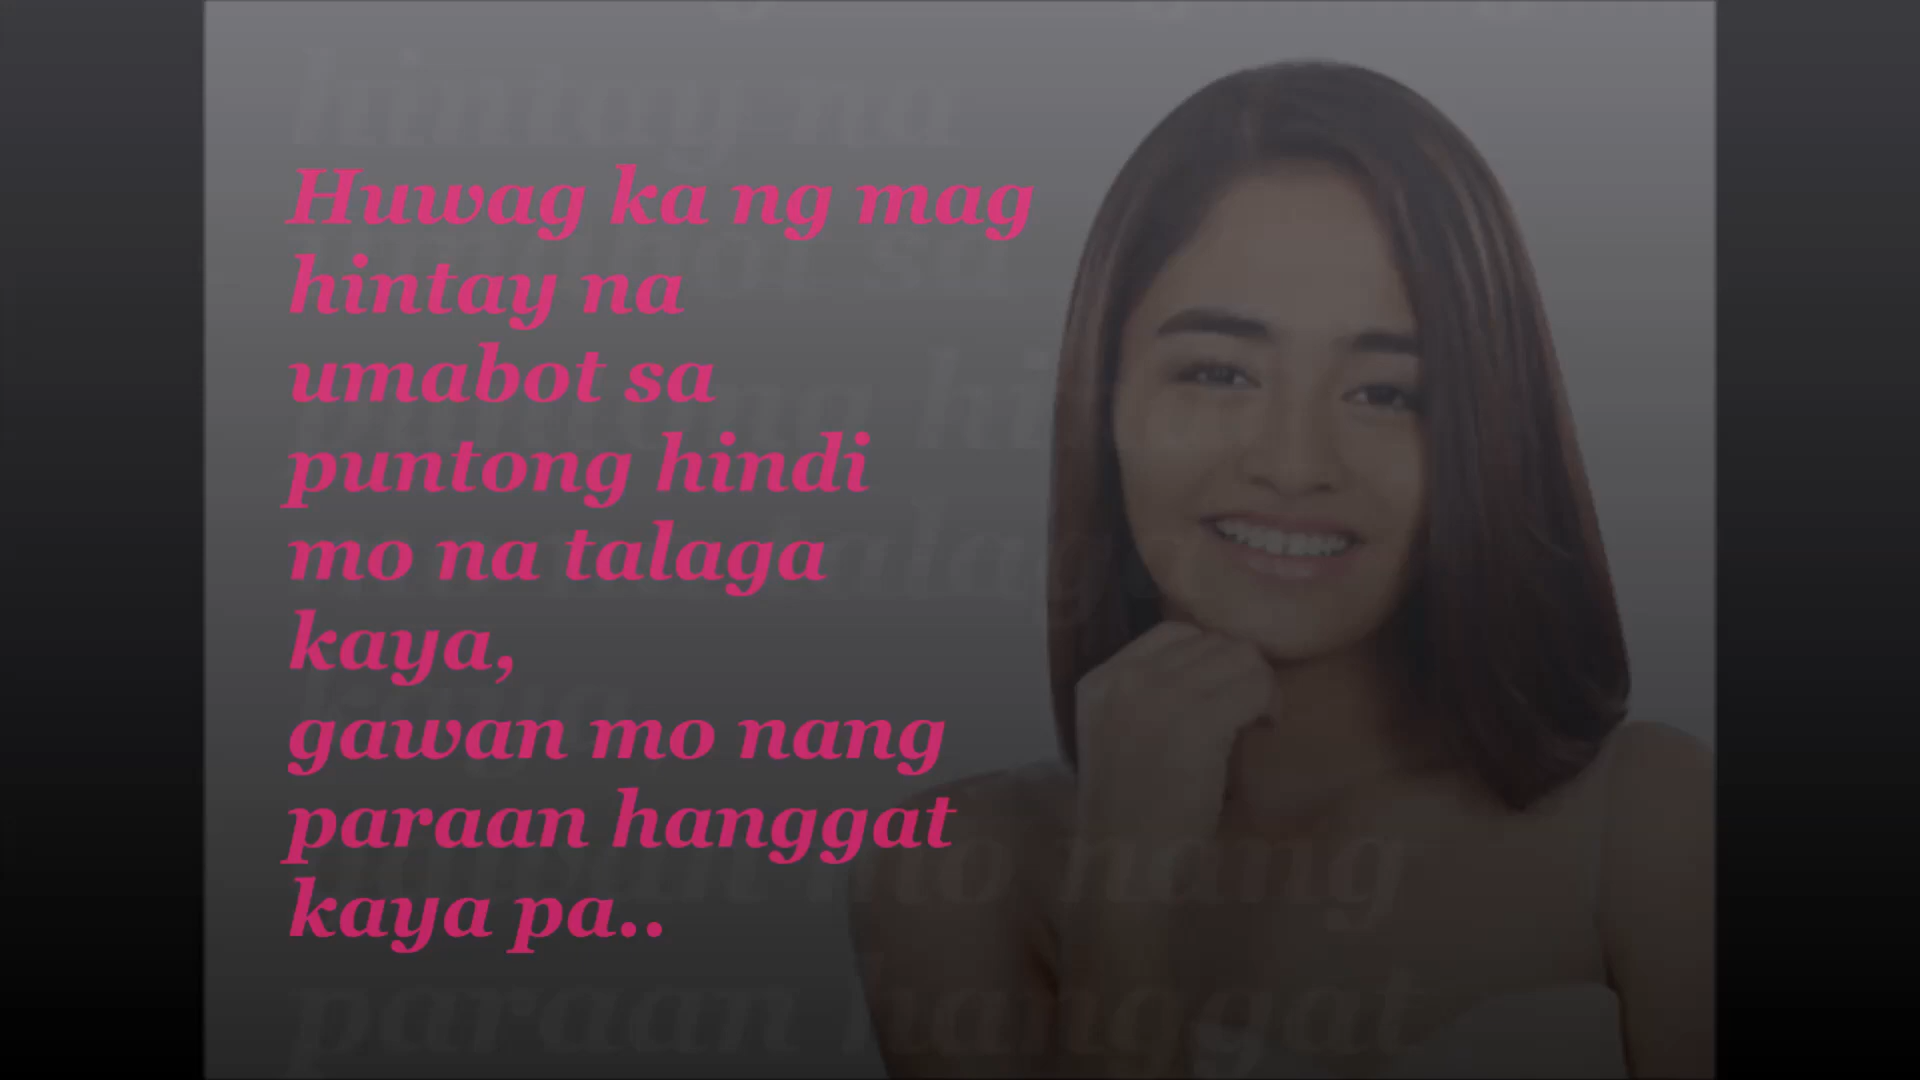 Huwag ka ng mag
hintay na
umabot sa
puntong hindi
mo na talaga
kaya,
gawan mo nang
paraan hanggat
kaya pa..